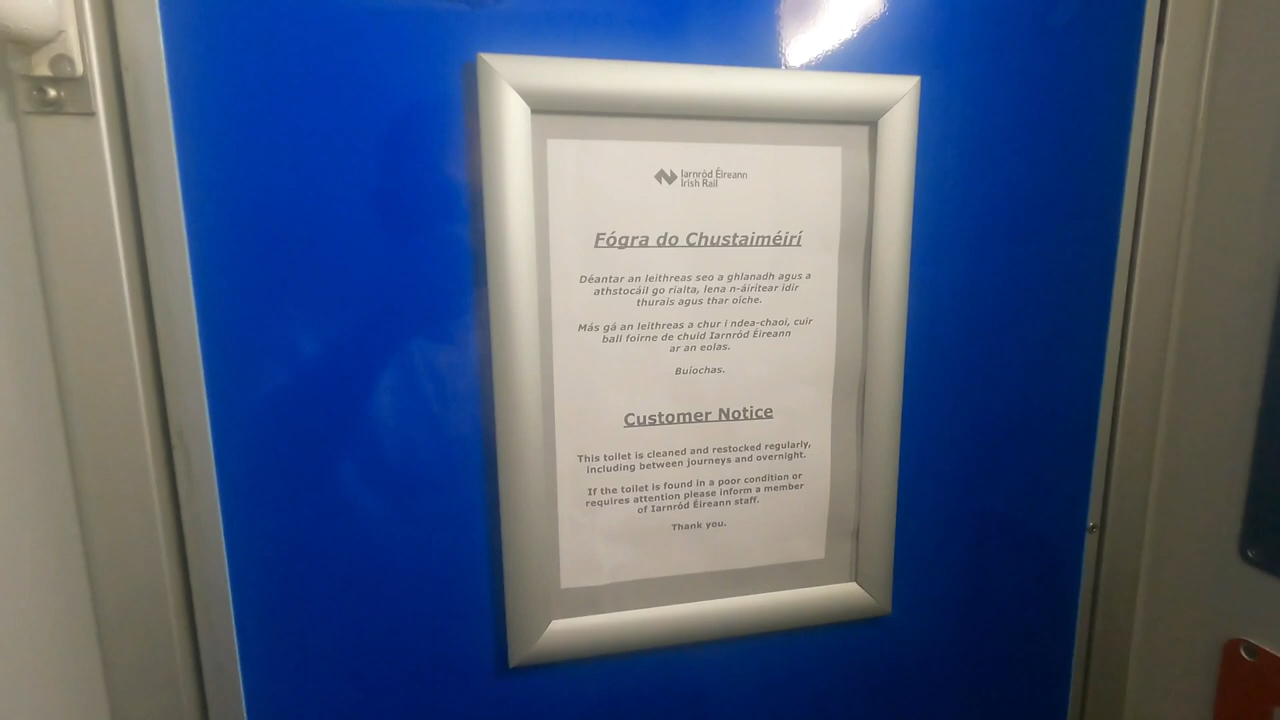 Iarnród Éireann
Irish Rail
Fógra do Chustaiméirí
Déantar an leithreas seo a ghlanadh agus a
athstocáil go rialta, lena n-áirítear idir
thurais agus thar oíche.
Más gá an leithreas a chur i ndea-chaoi, cuir
ball foirne de chuid Iarnród Éireann
ar an eolas.
Buíochas.
Customer Notice
This toilet is cleaned and restocked regularly,
including between journeys and overnight.
If the toilet is found in a poor condition or
requires attention please inform a member
of Iarnród Éireann staff.
Thank you.